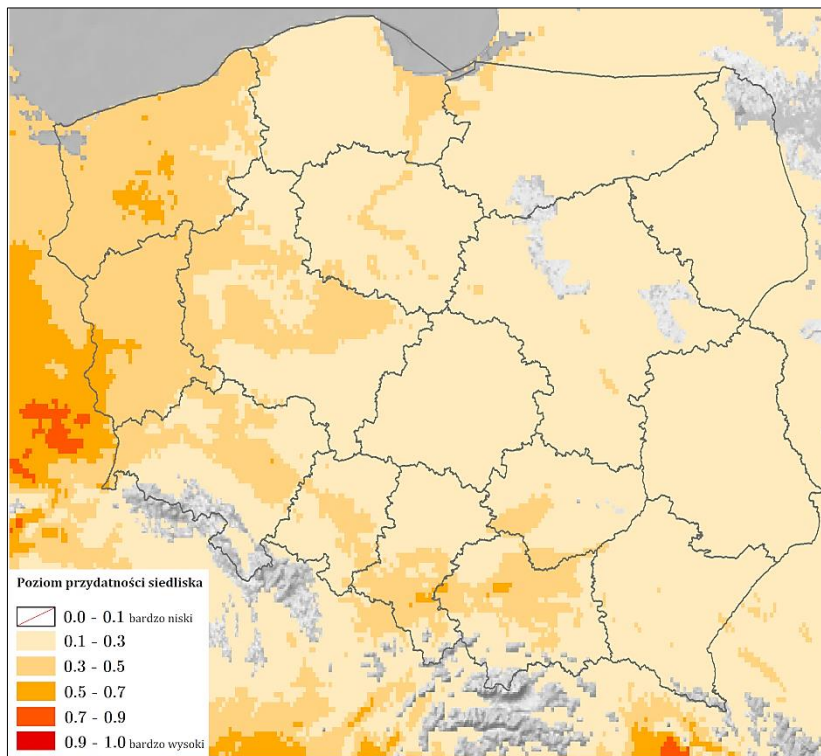 Poziom przydatności siedliska
0.0 - 0.1 bardzo niski
0.1 - 0.3
0.3 - 0.5
0.5 - 0.7
0.7 - 0.9
0.9 - 1.0 bardzo wysoki